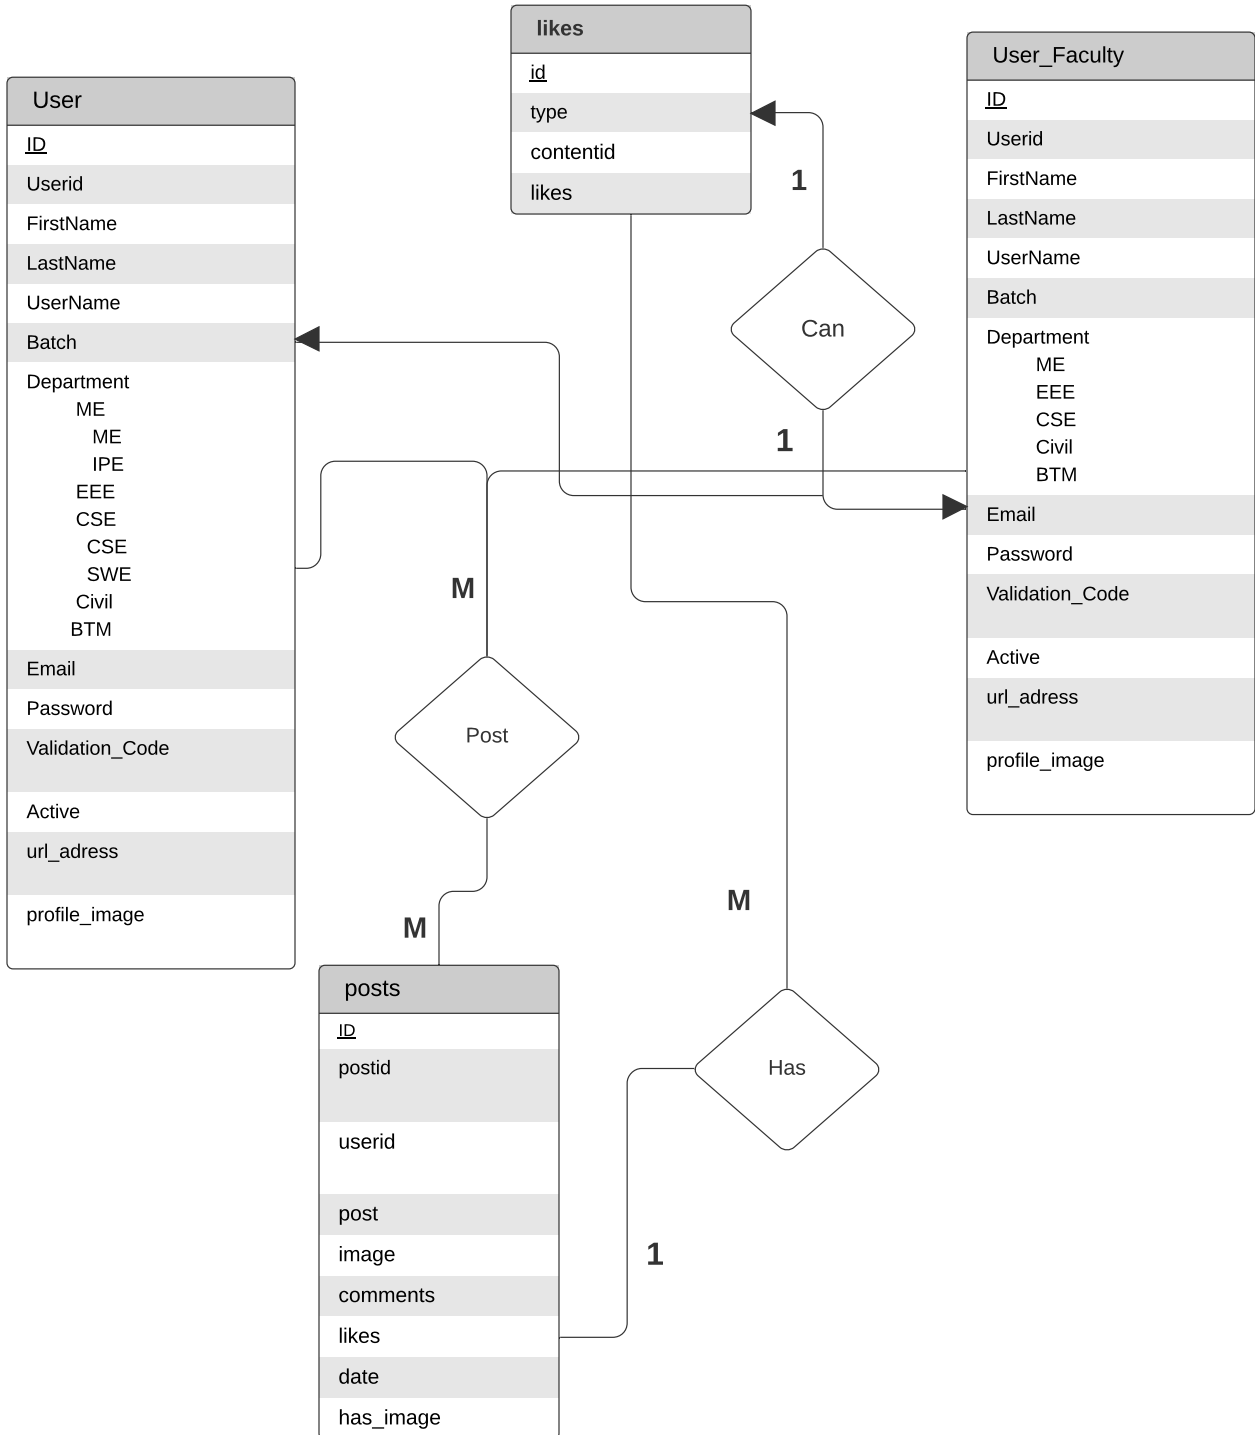 likes
id
type
contentid
likes
User
ID
Userid
FirstName
LastName
UserName
Batch
Department
ME
ME
IPE
EEE
CSE
CSE
SWE
Civil
BTM
Email
Password
Validation_Code
Active
url_adress
profile_image
User_Faculty
ID
Userid
FirstName
LastName
UserName
Batch
Department
ME
EEE
CSE
Civil
BTM
Email
Password
Validation_Code
Active
url_adress
profile_image
1
Can
1
M
Post
M
M
Has
1
posts
ID
postid
userid
post
image
comments
likes
date
has_image